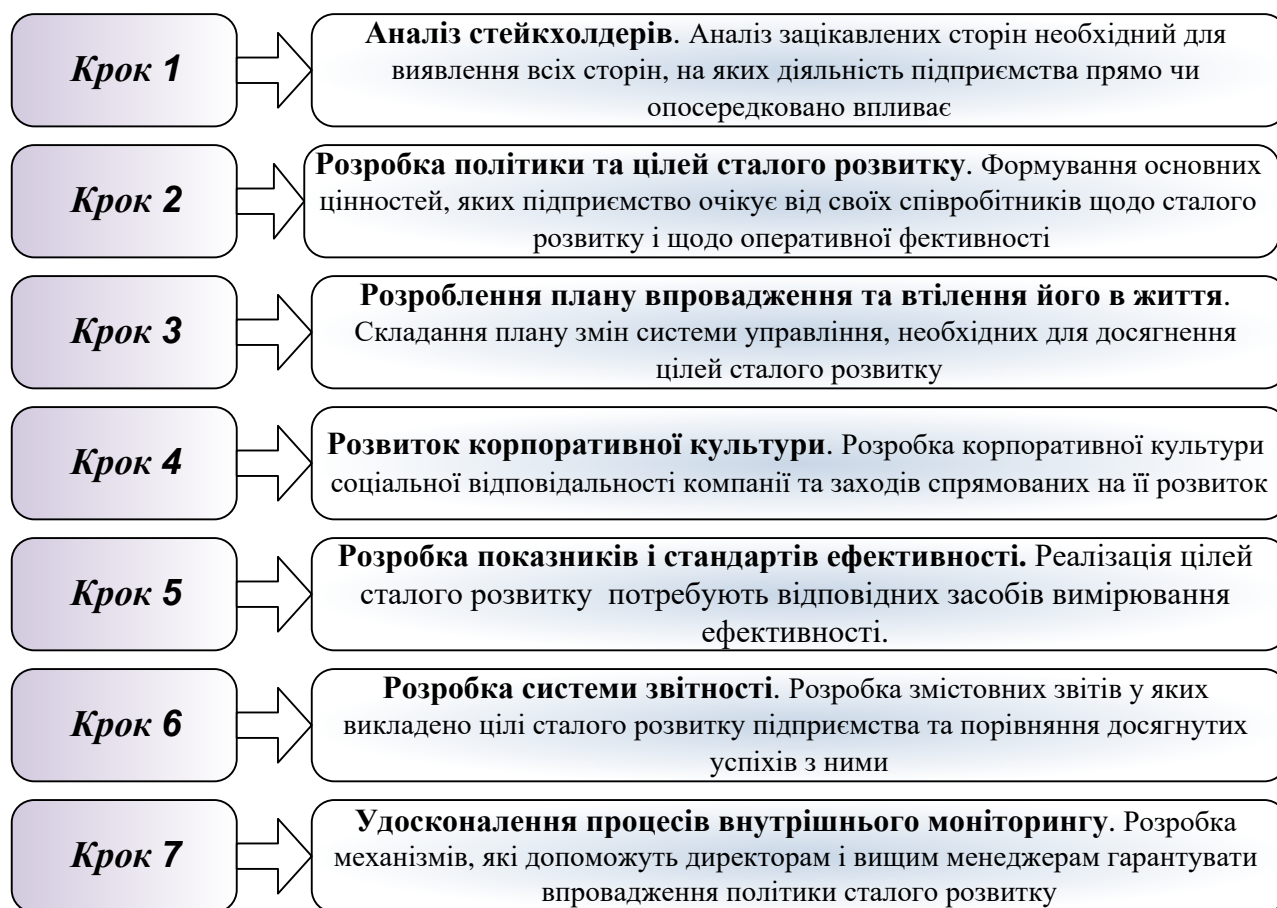 Крок 1
Аналіз стейкхолдерів. Аналіз зацікавлених сторін необхідний для
виявлення всіх сторін, на яких діяльність підприємства прямо чи
опосередковано впливає
Крок 2
Розробка політики та цілей сталого розвитку. Формування основних
цінностей, яких підприємство очікує від своїх співробітників щодо сталого
розвитку і щодо оперативної фективності
Крок 3
Розроблення плану впровадження та втілення його в життя.
Складання плану змін системи управління, необхідних для досягнення
цілей сталого розвитку
Крок 4
Розвиток корпоративної культури. Розробка корпоративної культури
соціальної відповідальності компанії та заходів спрямованих на її розвиток
Крок 5
Розробка показників і стандартів ефективності. Реалізація цілей
сталого розвитку потребують відповідних засобів вимірювання
ефективності.
Крок 6
Розробка системи звітності. Розробка змістовних звітів у яких
викладено цілі сталого розвитку підприємства та порівняння досягнутих
успіхів з ними
Крок 7
Удосконалення процесів внутрішнього моніторингу. Розробка
механізмів, які допоможуть директорам і вищим менеджерам гарантувати
впровадження політики сталого розвитку